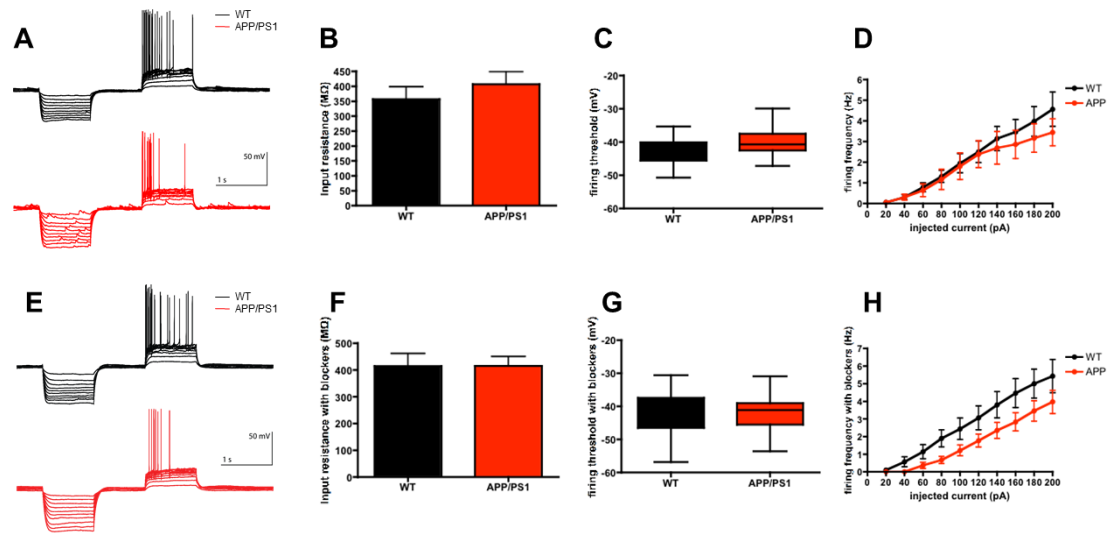 A
WT
APP/PS1
50 mV
1 s
B
Input resistance (MΩ)
450
400
350
300
250
200
150
100
50
0
WT
APP/PS1
C
firing threshold (mV)
-20
-30
-40
-50
-60
WT
APP/PS1
D
firing frequency (Hz)
6
5
4
3
2
1
0
0 20 40 60 80 100 120 140 160 180 200
injected current (pA)
WT
APP
E
WT
APP/PS1
50 mV
1 s
F
Input resistance with blockers (MΩ)
500
400
300
200
100
0
WT
APP/PS1
G
firing threshold with blockers (mV)
-20
-30
-40
-50
-60
WT
APP/PS1
H
firing frequency with blockers (Hz)
7
6
5
4
3
2
1
0
0 20 40 60 80 100 120 140 160 180 200
injected current (pA)
WT
APP